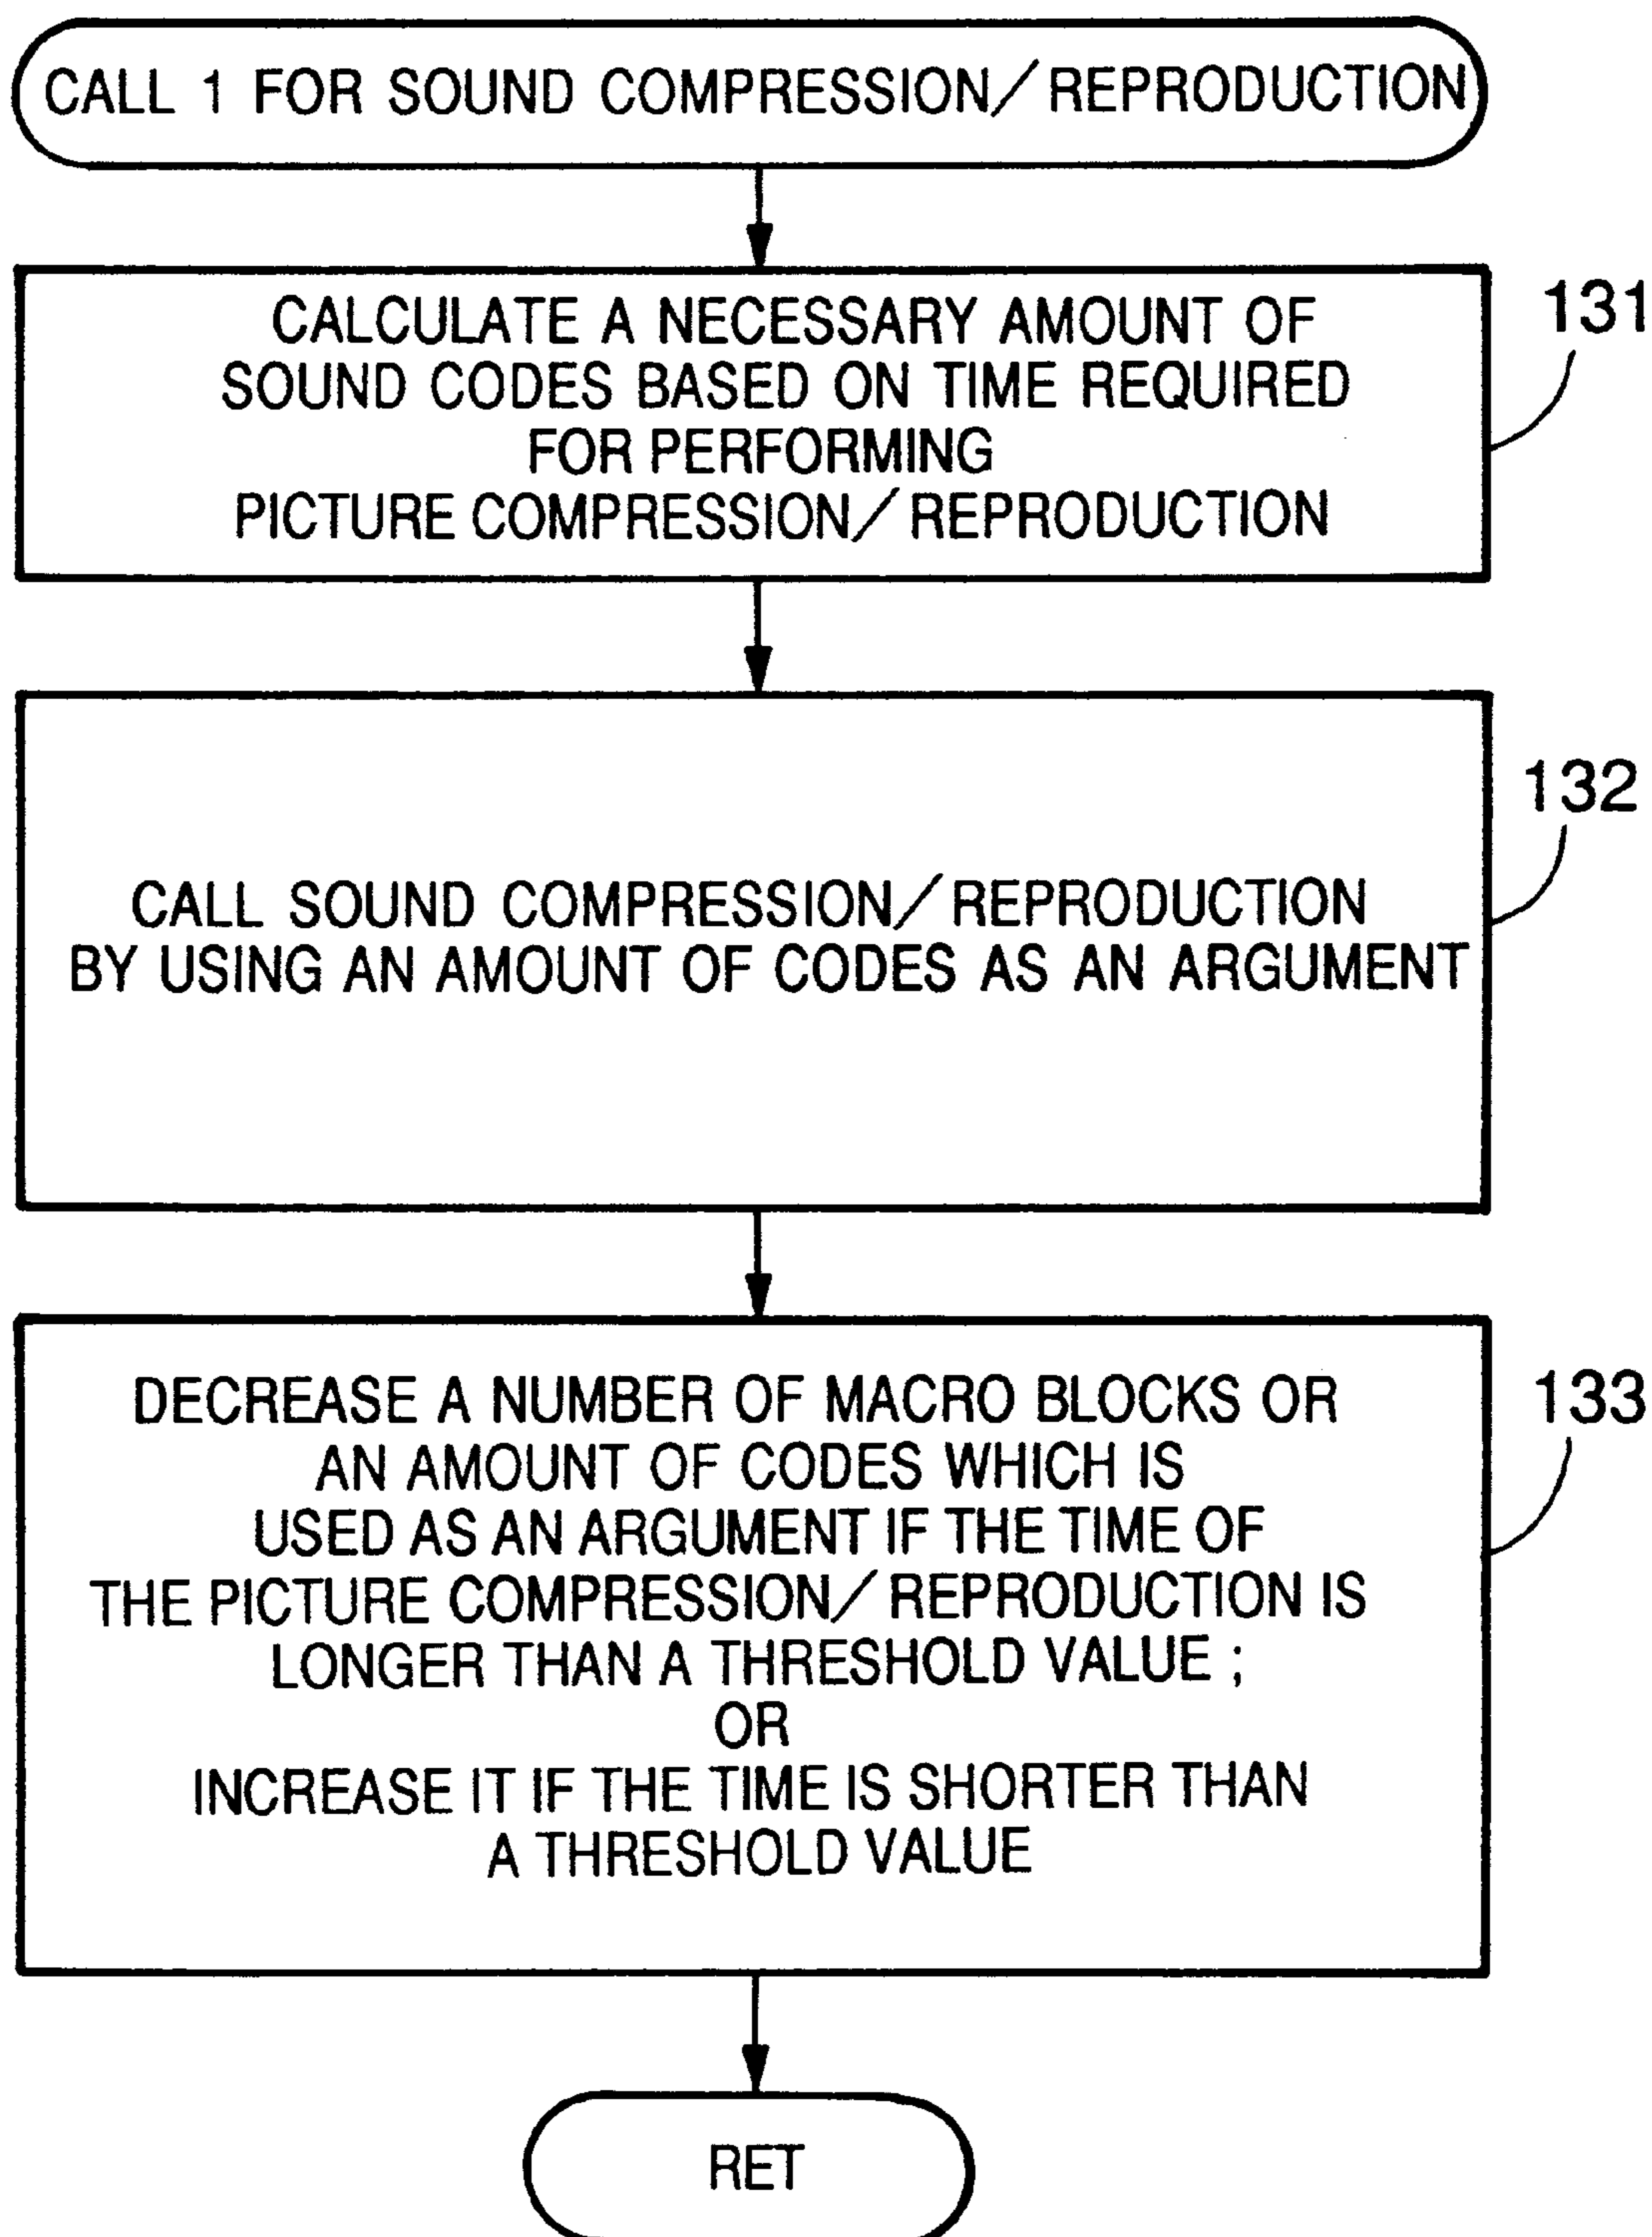 CALL 1 FOR SOUND COMPRESSION/REPRODUCTION
CALCULATE A NECESSARY AMOUNT OF
SOUND CODES BASED ON TIME REQUIRED
FOR PERFORMING
PICTURE COMPRESSION/REPRODUCTION
131
CALL SOUND COMPRESSION/REPRODUCTION
BY USING AN AMOUNT OF CODES AS AN ARGUMENT
132
DECREASE A NUMBER OF MACRO BLOCKS OR
AN AMOUNT OF CODES WHICH IS
USED AS AN ARGUMENT IF THE TIME OF
THE PICTURE COMPRESSION/REPRODUCTION IS
LONGER THAN A THRESHOLD VALUE ;
OR
INCREASE IT IF THE TIME IS SHORTER THAN
A THRESHOLD VALUE
133
RET